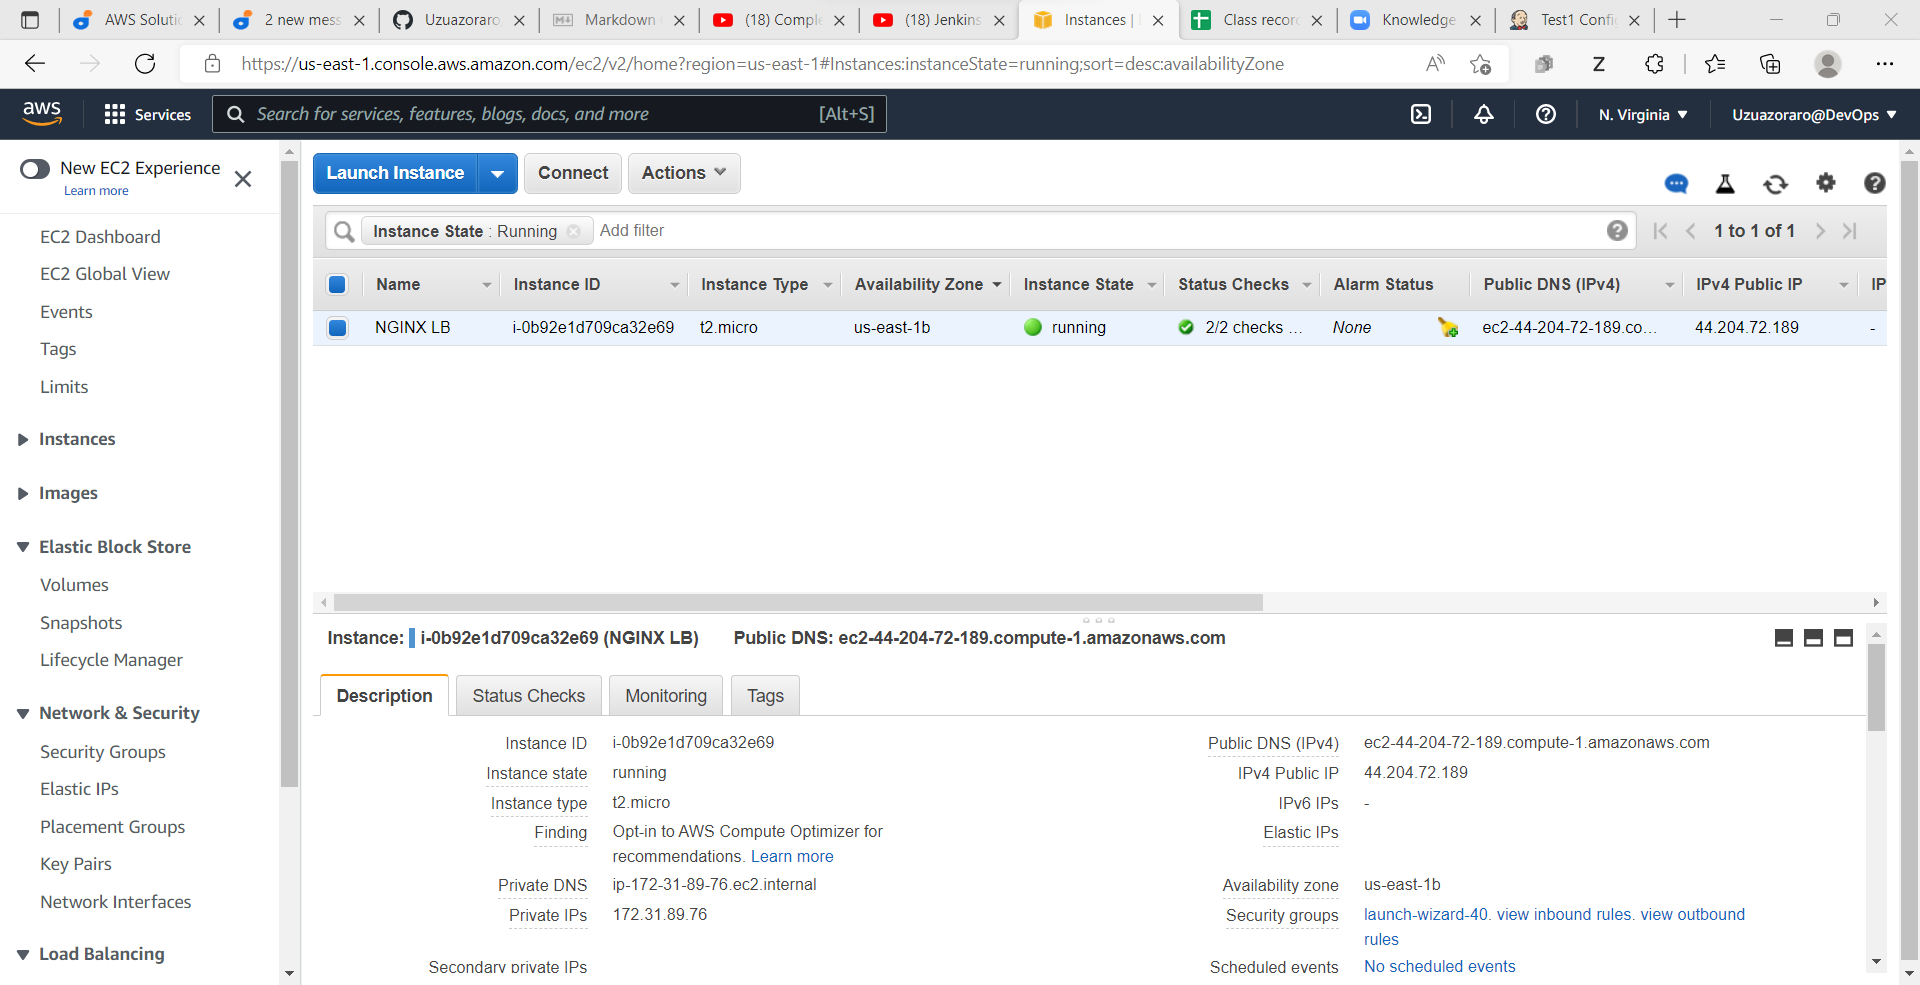 AWS Soluti
2 new mess
Uzuazoraro
Markdown
(18) Comple
(18) Jenkins
Instances |
Class recor
Knowledge
Test1 Confi
https://us-east-1.console.aws.amazon.com/ec2/v2/home?region=us-east-1#Instances:instanceState=running;sort=desc:availabilityZone
aws
Services
Search for services, features, blogs, docs, and more
[Alt+S]
N. Virginia
Uzuazoraro@DevOps
New EC2 Experience
Learn more
EC2 Dashboard
EC2 Global View
Events
Tags
Limits
Instances
Images
Elastic Block Store
Volumes
Snapshots
Lifecycle Manager
Network & Security
Security Groups
Elastic IPs
Placement Groups
Key Pairs
Network Interfaces
Load Balancing
Launch Instance
Connect
Actions
Instance State : Running
Add filter
1 to 1 of 1
Name Instance ID Instance Type Availability Zone Instance State Status Checks Alarm Status Public DNS (IPv4) IPv4 Public IP IP
NGINX LB i-0b92e1d709ca32e69 t2.micro us-east-1b running 2/2 checks ... None ec2-44-204-72-189.co... 44.204.72.189 -
Instance: i-0b92e1d709ca32e69 (NGINX LB) Public DNS: ec2-44-204-72-189.compute-1.amazonaws.com
Description
Status Checks
Monitoring
Tags
Instance ID i-0b92e1d709ca32e69
Instance state running
Instance type t2.micro
Finding Opt-in to AWS Compute Optimizer for
recommendations. Learn more
Private DNS ip-172-31-89-76.ec2.internal
Private IPs 172.31.89.76
Secondary private IPs
Public DNS (IPv4) ec2-44-204-72-189.compute-1.amazonaws.com
IPv4 Public IP 44.204.72.189
IPv6 IPs -
Elastic IPs
Availability zone us-east-1b
Security groups launch-wizard-40. view inbound rules. view outbound
rules
Scheduled events No scheduled events